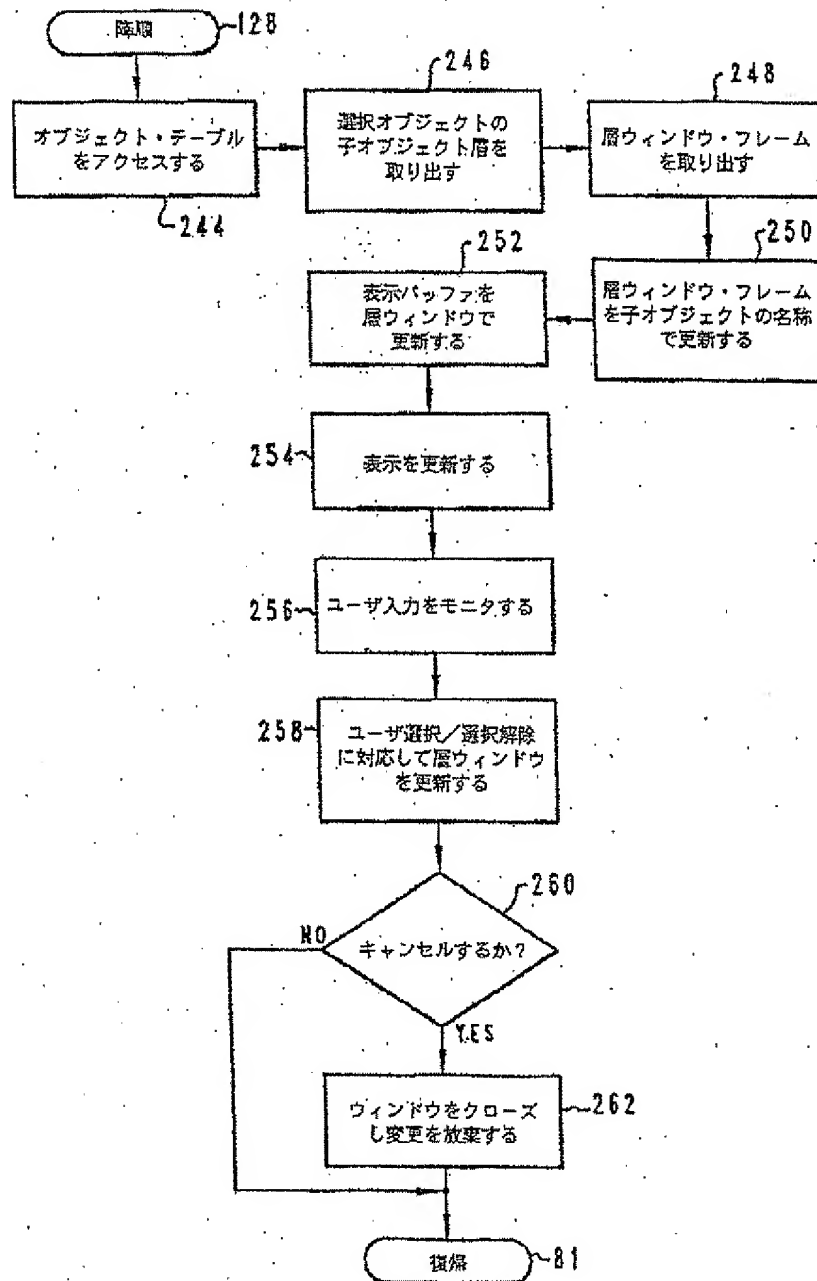 降順
128
オブジェクト・テーブル
をアクセスする
244
246
選択オブジェクトの
子オブジェクト層を
取り出す
248
層ウィンドウ・フレーム
を取り出す
250
層ウィンドウ・フレーム
を子オブジェクトの名称
で更新する
252
表示バッファを
層ウィンドウで
更新する
254
表示を更新する
256
ユーザ入力をモニタする
258
ユーザ選択／選択解除
に対応して層ウィンドウ
を更新する
260
キャンセルするか?
NO
YES
ウィンドウをクローズ
し変更を放棄する
262
復帰
81